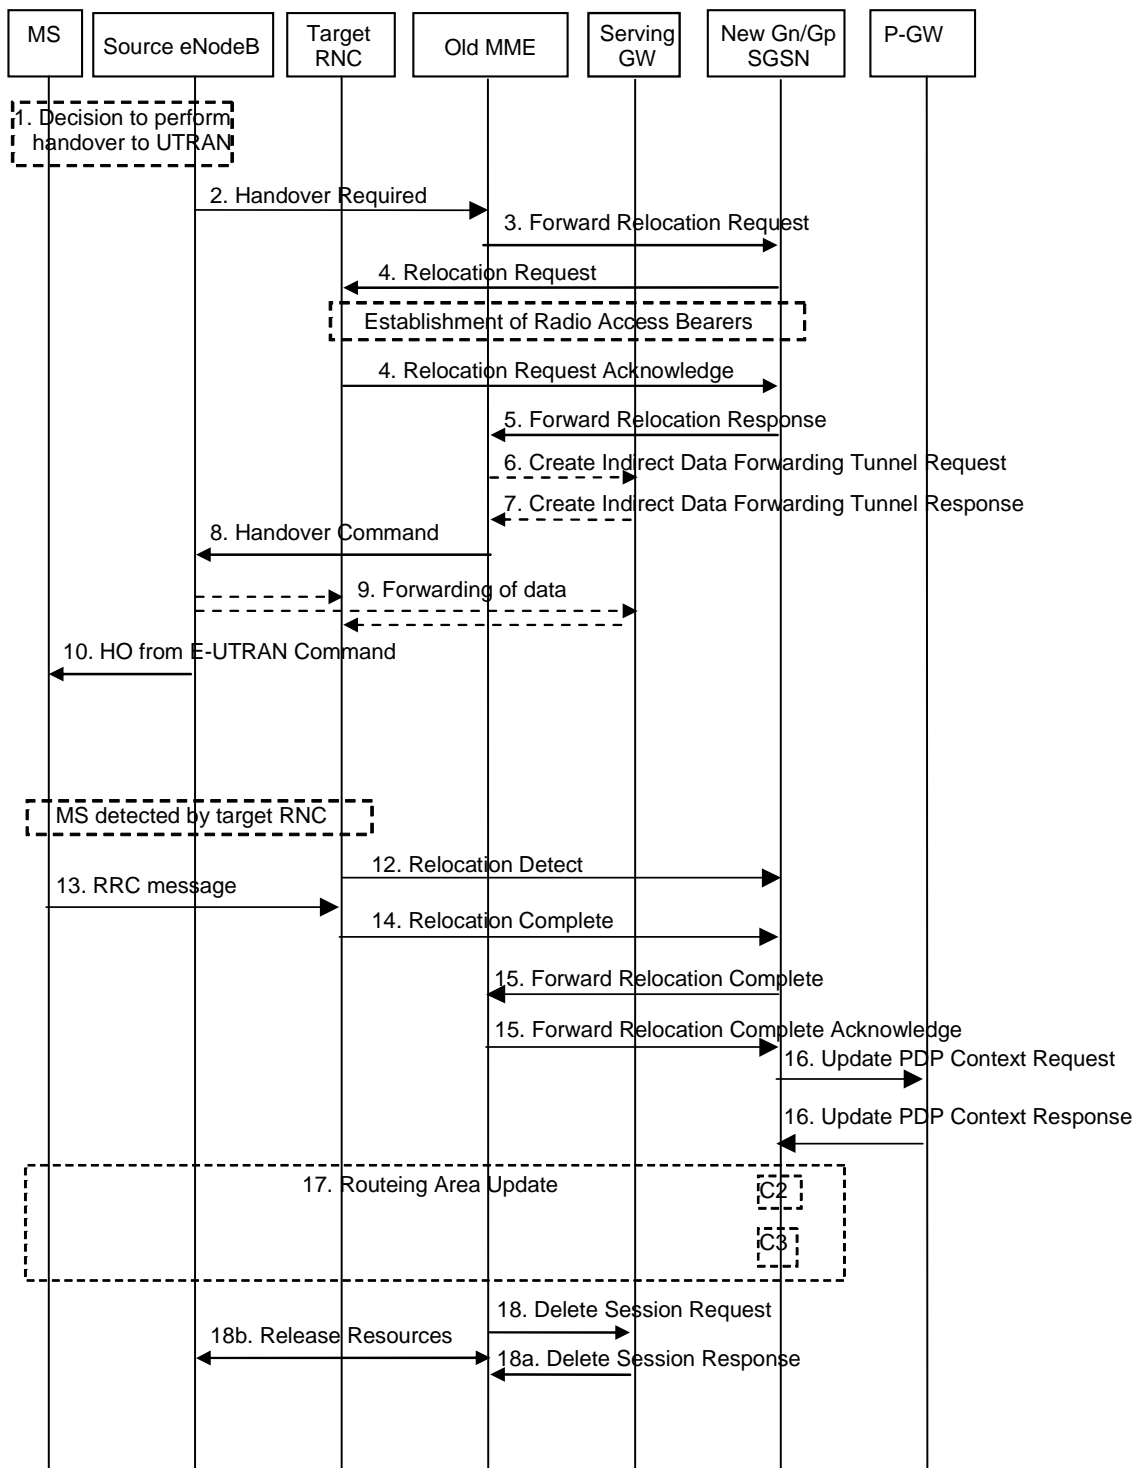 MS
Source eNodeB
Target
RNC
Old MME
Serving
GW
New Gn/Gp
SGSN
P-GW
1. Decision to perform
handover to UTRAN
2. Handover Required
3. Forward Relocation Request
4. Relocation Request
Establishment of Radio Access Bearers
4. Relocation Request Acknowledge
5. Forward Relocation Response
6. Create Indirect Data Forwarding Tunnel Request
7. Create Indirect Data Forwarding Tunnel Response
8. Handover Command
9. Forwarding of data
10. HO from E-UTRAN Command
MS detected by target RNC
12. Relocation Detect
13. RRC message
14. Relocation Complete
15. Forward Relocation Complete
15. Forward Relocation Complete Acknowledge
16. Update PDP Context Request
16. Update PDP Context Response
17. Routeing Area Update
C2
C3
18. Delete Session Request
18b. Release Resources
18a. Delete Session Response